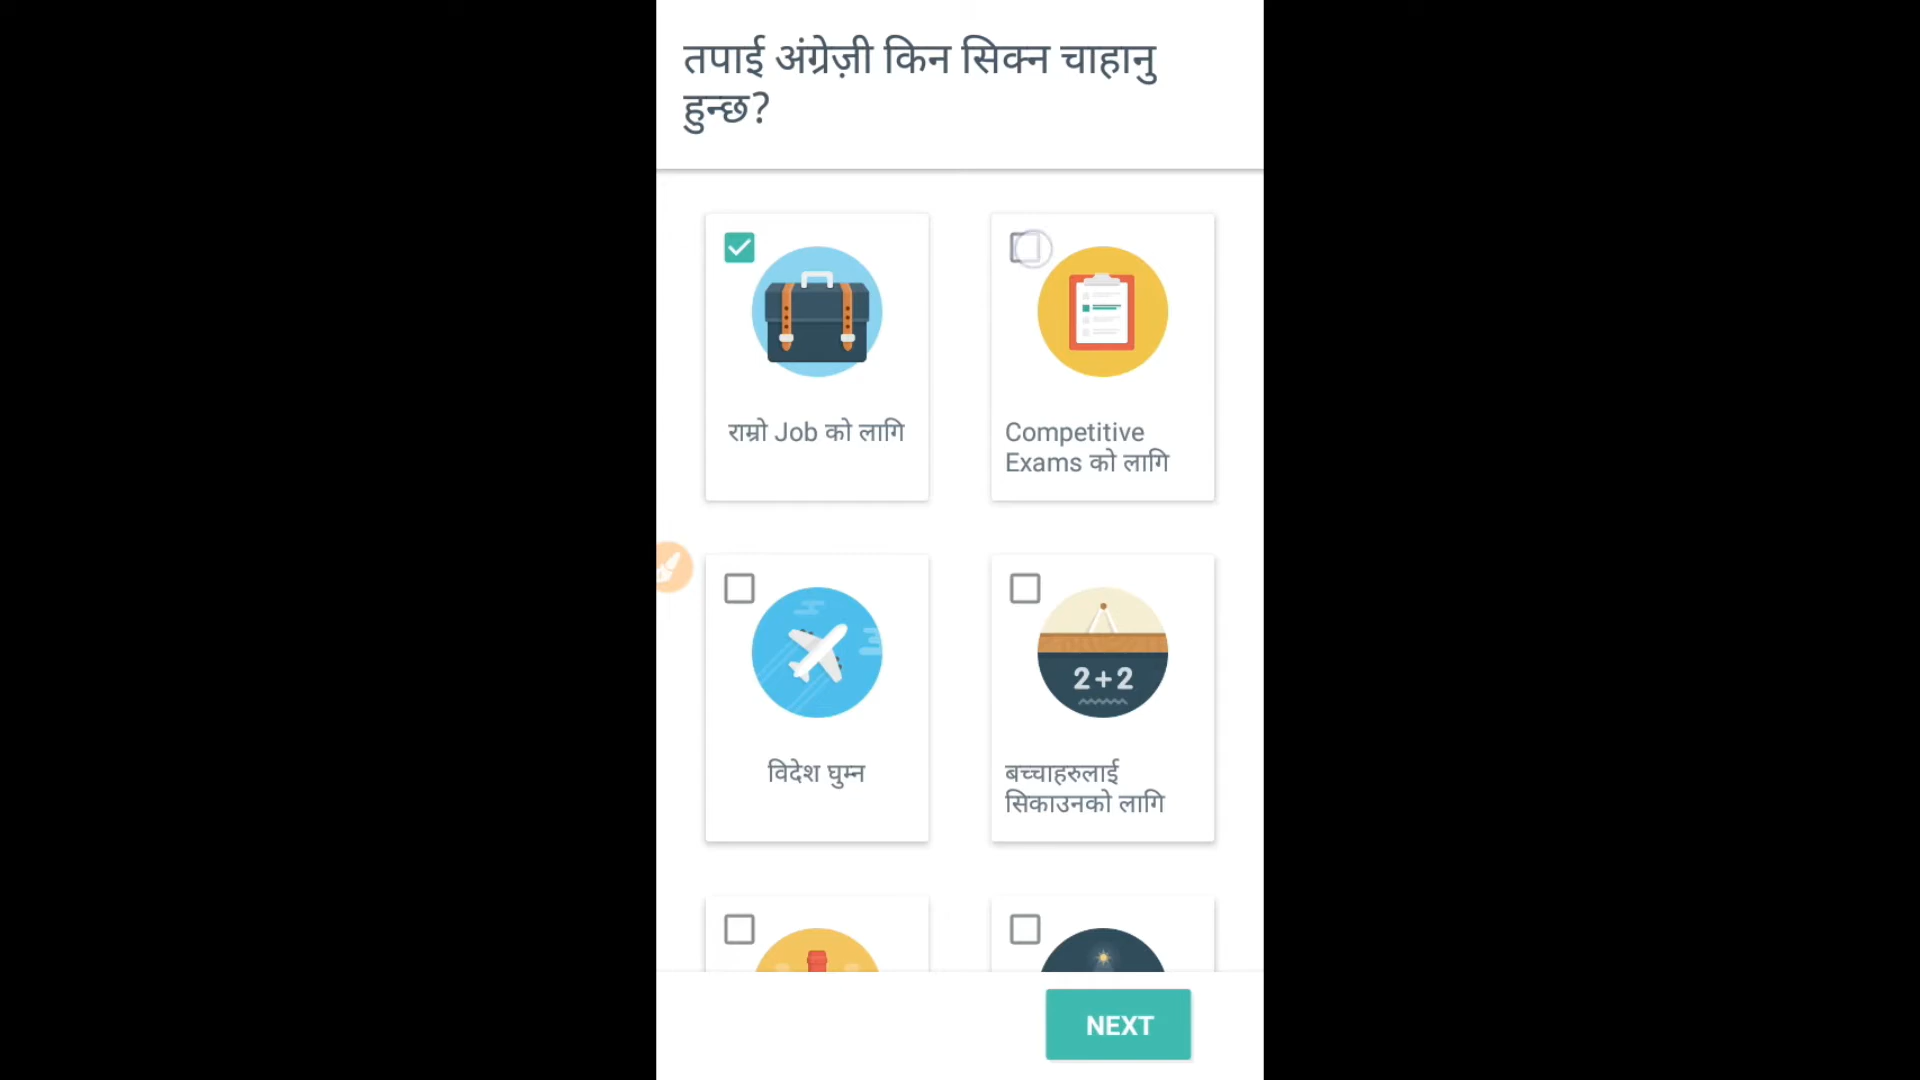 तपाई अंग्रेज़ी किन सिक्न चाहानु
हुन्छ?
राम्रो Job को लागि
Competitive
Exams को लागि
विदेश घुम्न
2+2
बच्चाहरुलाई
सिकाउनको लागि
NEXT